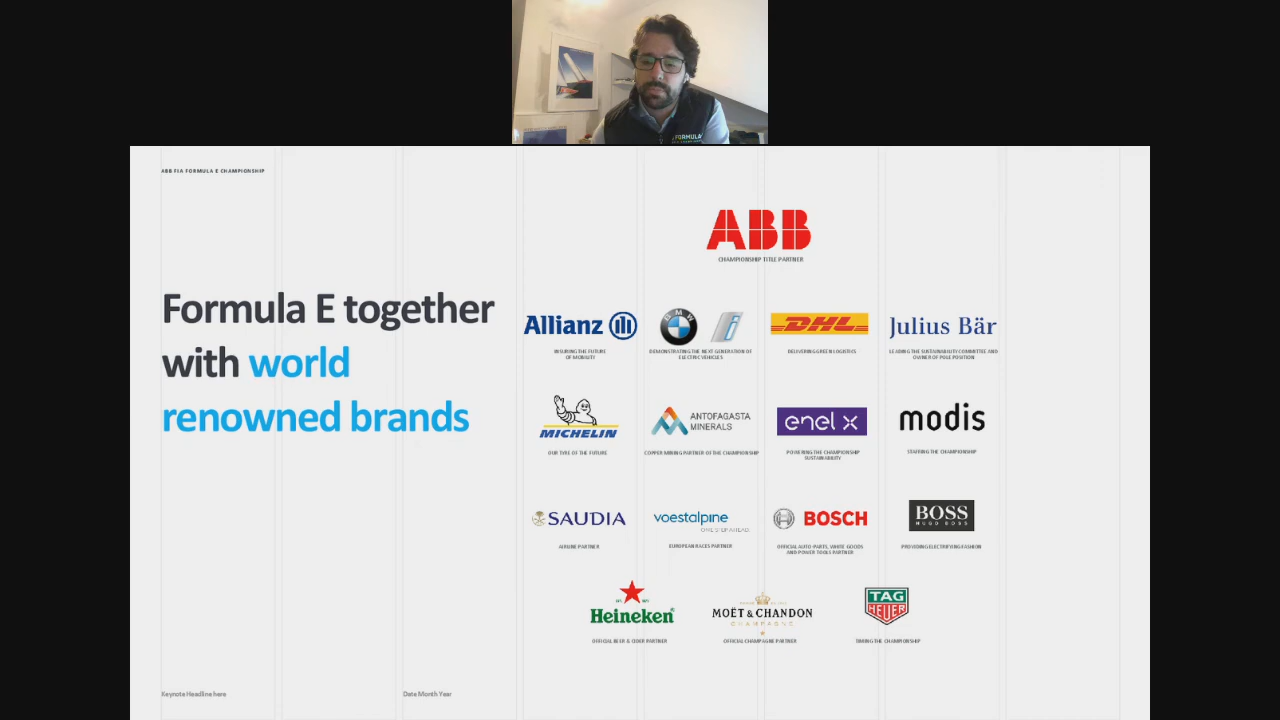 FORMULA
ABB FIA FORMULA E CHAMPIONSHIP
Formula E together
with world
renowned brands
ABB
CHAMPIONSHIP TITLE PARTNER
Allianz
INSURING THE FUTURE
OF MOBILITY
BMW i
DEMONSTRATING THE NEXT GENERATION OF
ELECTRIC VEHICLES
DHL
DELIVERING GREEN LOGISTICS
Julius Bär
LEADING THE SUSTAINABILITY COMMITTEE AND
OWNER OF POLE POSITION
MICHELIN
OUR TYRE OF THE FUTURE
ANTOFAGASTA
MINERALS
COPPER MINING PARTNER OF THE CHAMPIONSHIP
enel x
POWERING THE CHAMPIONSHIP
SUSTAINABILITY
modis
STAFFING THE CHAMPIONSHIP
SAUDIA
AIRLINE PARTNER
voestalpine
ONE STEP AHEAD.
EUROPEAN RACES PARTNER
BOSCH
OFFICIAL AUTO-PARTS, WHITE-GOODS
AND POWER TOOLS PARTNER
BOSS
HUGO BOSS
PROVIDING ELECTRIFYING FASHION
Heineken
OFFICIAL BEER & CIDER PARTNER
MOËT & CHANDON
CHAMPAGNE
OFFICIAL CHAMPAGNE PARTNER
TAG
HEUER
TIMING THE CHAMPIONSHIP
Keynote Headline here
Date Month Year